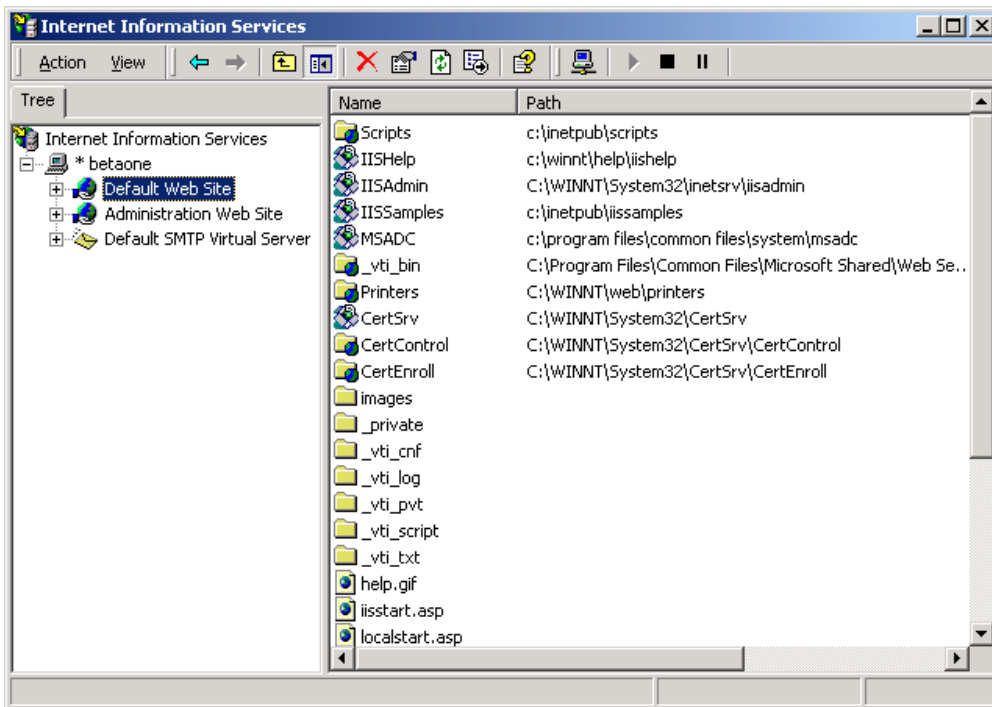 Internet Information Services
Action View
Tree
Internet Information Services
* betaone
Default Web Site
Administration Web Site
Default SMTP Virtual Server
Name Path
Scripts c:\inetpub\scripts
IISHelp c:\winnt\help\iishelp
IISAdmin C:\WINNT\System32\inetsrv\iisadmin
IISSamples c:\inetpub\iissamples
MSADC c:\program files\common files\system\msadc
_vti_bin C:\Program Files\Common Files\Microsoft Shared\Web Se..
Printers C:\WINNT\web\printers
CertSrv C:\WINNT\System32\CertSrv
CertControl C:\WINNT\System32\CertSrv\CertControl
CertEnroll C:\WINNT\System32\CertSrv\CertEnroll
images
_private
_vti_cnf
_vti_log
_vti_pvt
_vti_script
_vti_txt
help.gif
iisstart.asp
localstart.asp